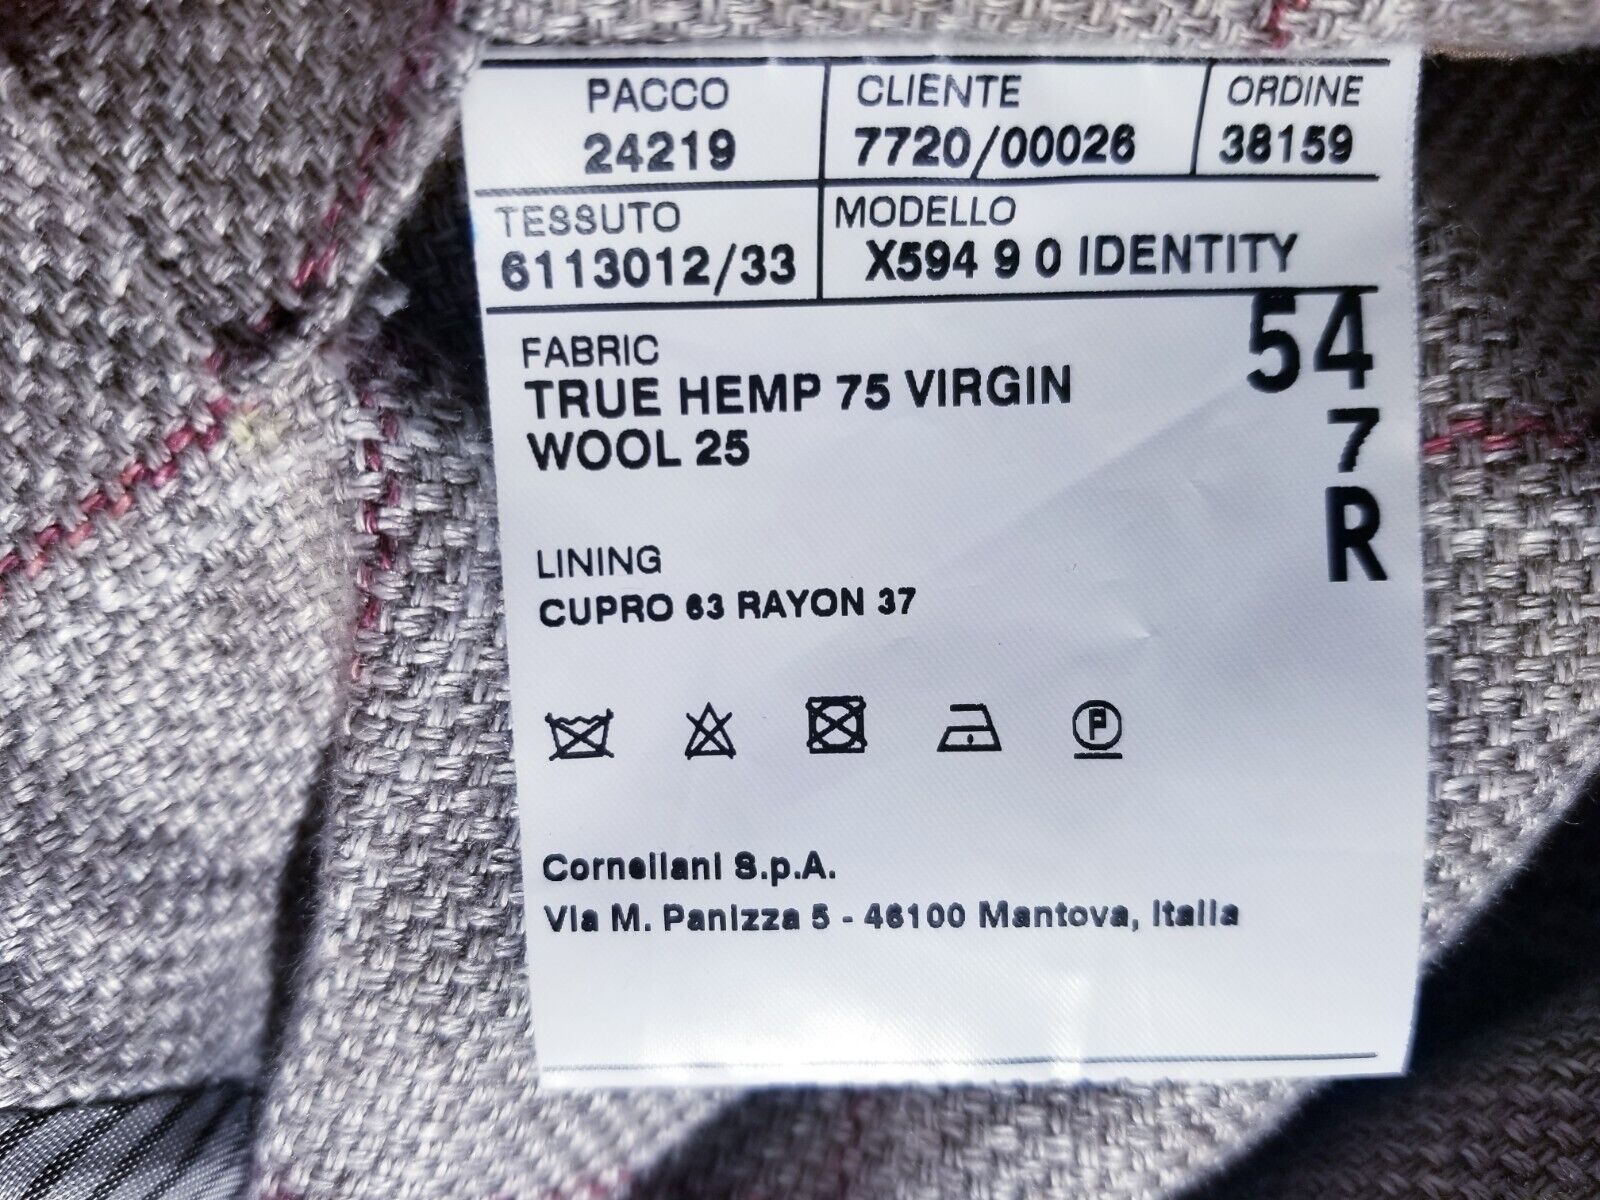 PACCO CLIENTE ORDINE
24219 7720/00026 38159
TESSUTO MODELLO
6113012/33 X594 9 0 IDENTITY
54
FABRIC
TRUE HEMP 75 VIRGIN
7
WOOL 25
R
LINING
CUPRO 63 RAYON 37
P
Corneliani S.p.A.
Via M. Panizza 5 - 46100 Mantova, Italia